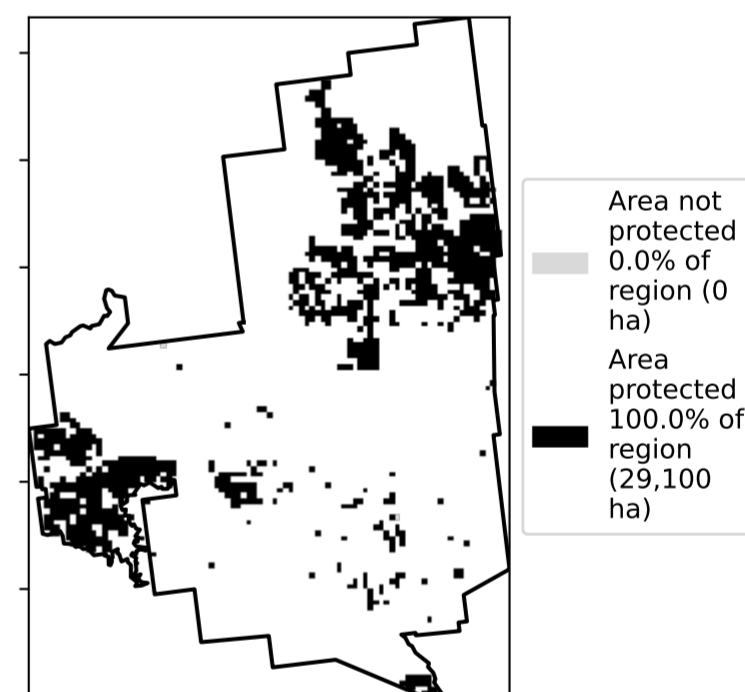 Area not
protected
0.0% of
region (0
ha)
Area
protected
100.0% of
region
(29,100
ha)